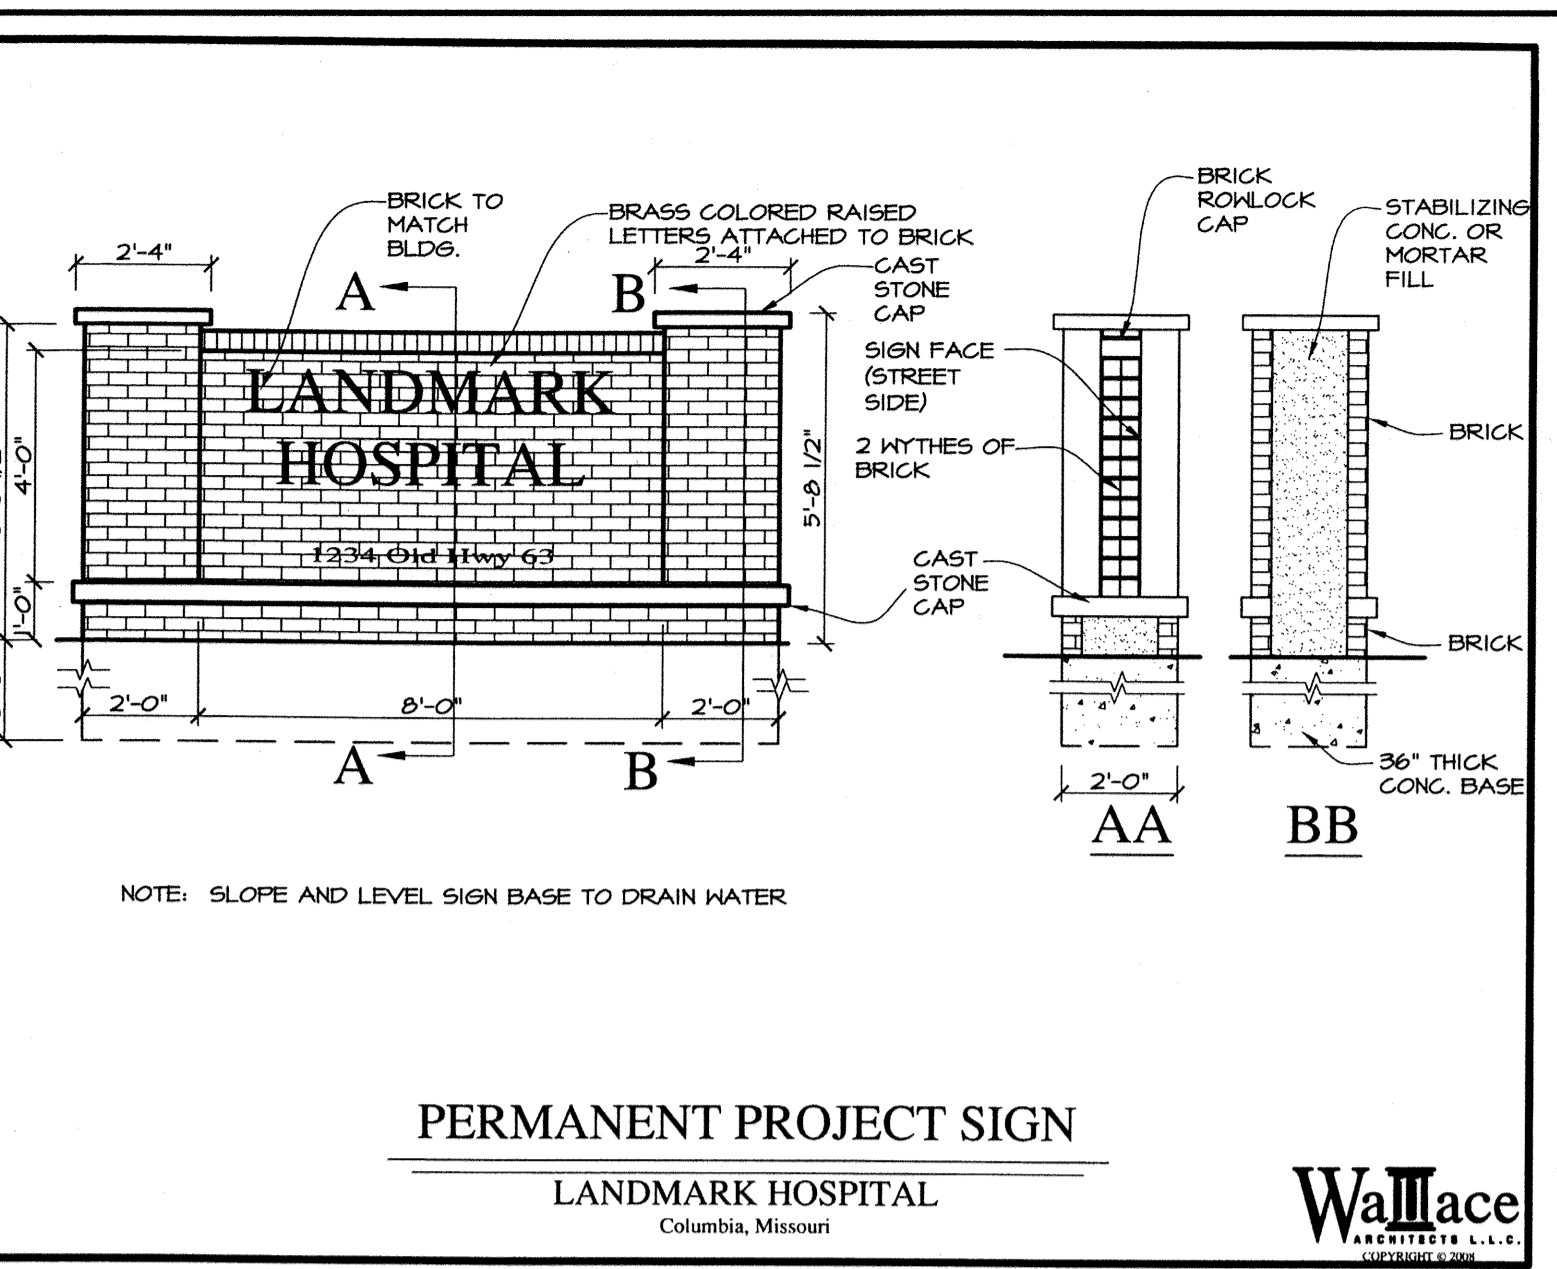 BRICK TO
MATCH
BLDG.
BRASS COLORED RAISED
LETTERS ATTACHED TO BRICK
2'-4"
2'-4"
CAST
STONE
CAP
A
B
BRICK
ROWLOCK
CAP
STABILIZING
CONC. OR
MORTAR
FILL
SIGN FACE
(STREET
SIDE)
2 WYTHES OF
BRICK
LANDMARK
HOSPITAL
1234 Old Hwy 63
4'-0"
1'-0"
5'-8 1/2"
BRICK
CAST
STONE
CAP
BRICK
2'-0"
8'-0"
2'-0"
A
B
36" THICK
CONC. BASE
2'-0"
AA
BB
NOTE: SLOPE AND LEVEL SIGN BASE TO DRAIN WATER
PERMANENT PROJECT SIGN
LANDMARK HOSPITAL
Columbia, Missouri
Wallace
ARCHITECTS L.L.C.
COPYRIGHT © 2008